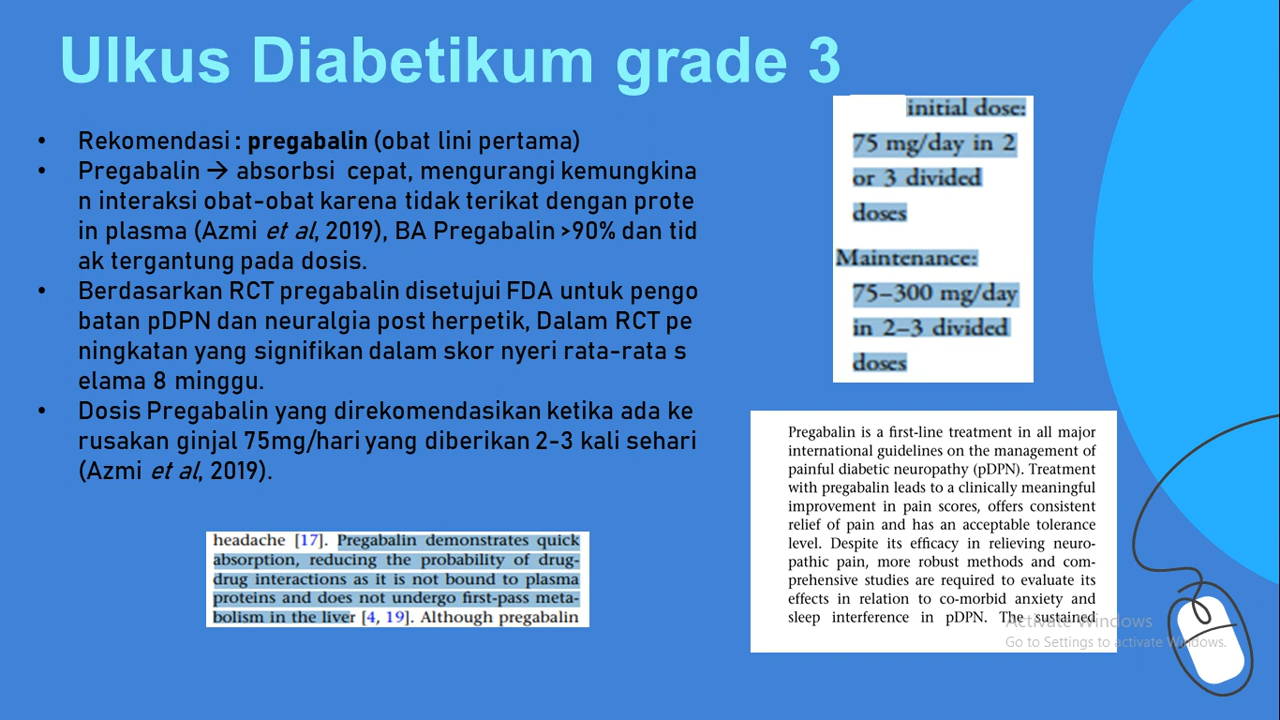 Ulkus Diabetikum grade 3
• Rekomendasi : pregabalin (obat lini pertama)
• Pregabalin → absorbsi cepat, mengurangi kemungkina
n interaksi obat-obat karena tidak terikat dengan prote
in plasma (Azmi et al, 2019), BA Pregabalin >90% dan tid
ak tergantung pada dosis.
• Berdasarkan RCT pregabalin disetujui FDA untuk pengo
batan pDPN dan neuralgia post herpetik, Dalam RCT pe
ningkatan yang signifikan dalam skor nyeri rata-rata s
elama 8 minggu.
• Dosis Pregabalin yang direkomendasikan ketika ada ke
rusakan ginjal 75mg/hari yang diberikan 2-3 kali sehari
(Azmi et al, 2019).
headache [17]. Pregabalin demonstrates quick
absorption, reducing the probability of drug-
drug interactions as it is not bound to plasma
proteins and does not undergo first-pass meta-
bolism in the liver [4, 19]. Although pregabalin
initial dose:
75 mg/day in 2
or 3 divided
doses
Maintenance:
75–300 mg/day
in 2–3 divided
doses
Pregabalin is a first-line treatment in all major
international guidelines on the management of
painful diabetic neuropathy (pDPN). Treatment
with pregabalin leads to a clinically meaningful
improvement in pain scores, offers consistent
relief of pain and has an acceptable tolerance
level. Despite its efficacy in relieving neuro-
pathic pain, more robust methods and com-
prehensive studies are required to evaluate its
effects in relation to co-morbid anxiety and
sleep interference in pDPN. The sustained
Activate Windows
Go to Settings to activate Windows.